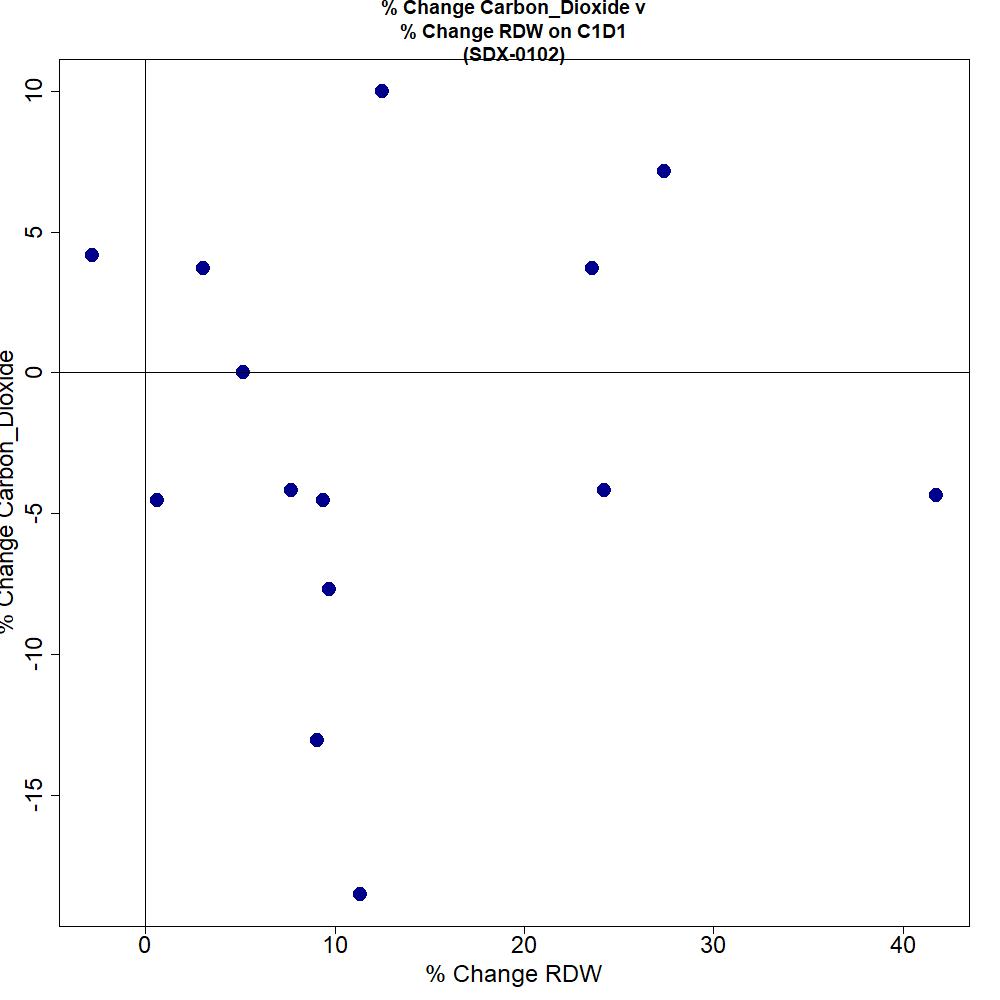 % Change Carbon_Dioxide v
% Change RDW on C1D1
(SDX-0102)
% Change Carbon_Dioxide
10
5
0
-5
-10
-15
0 10 20 30 40
% Change RDW